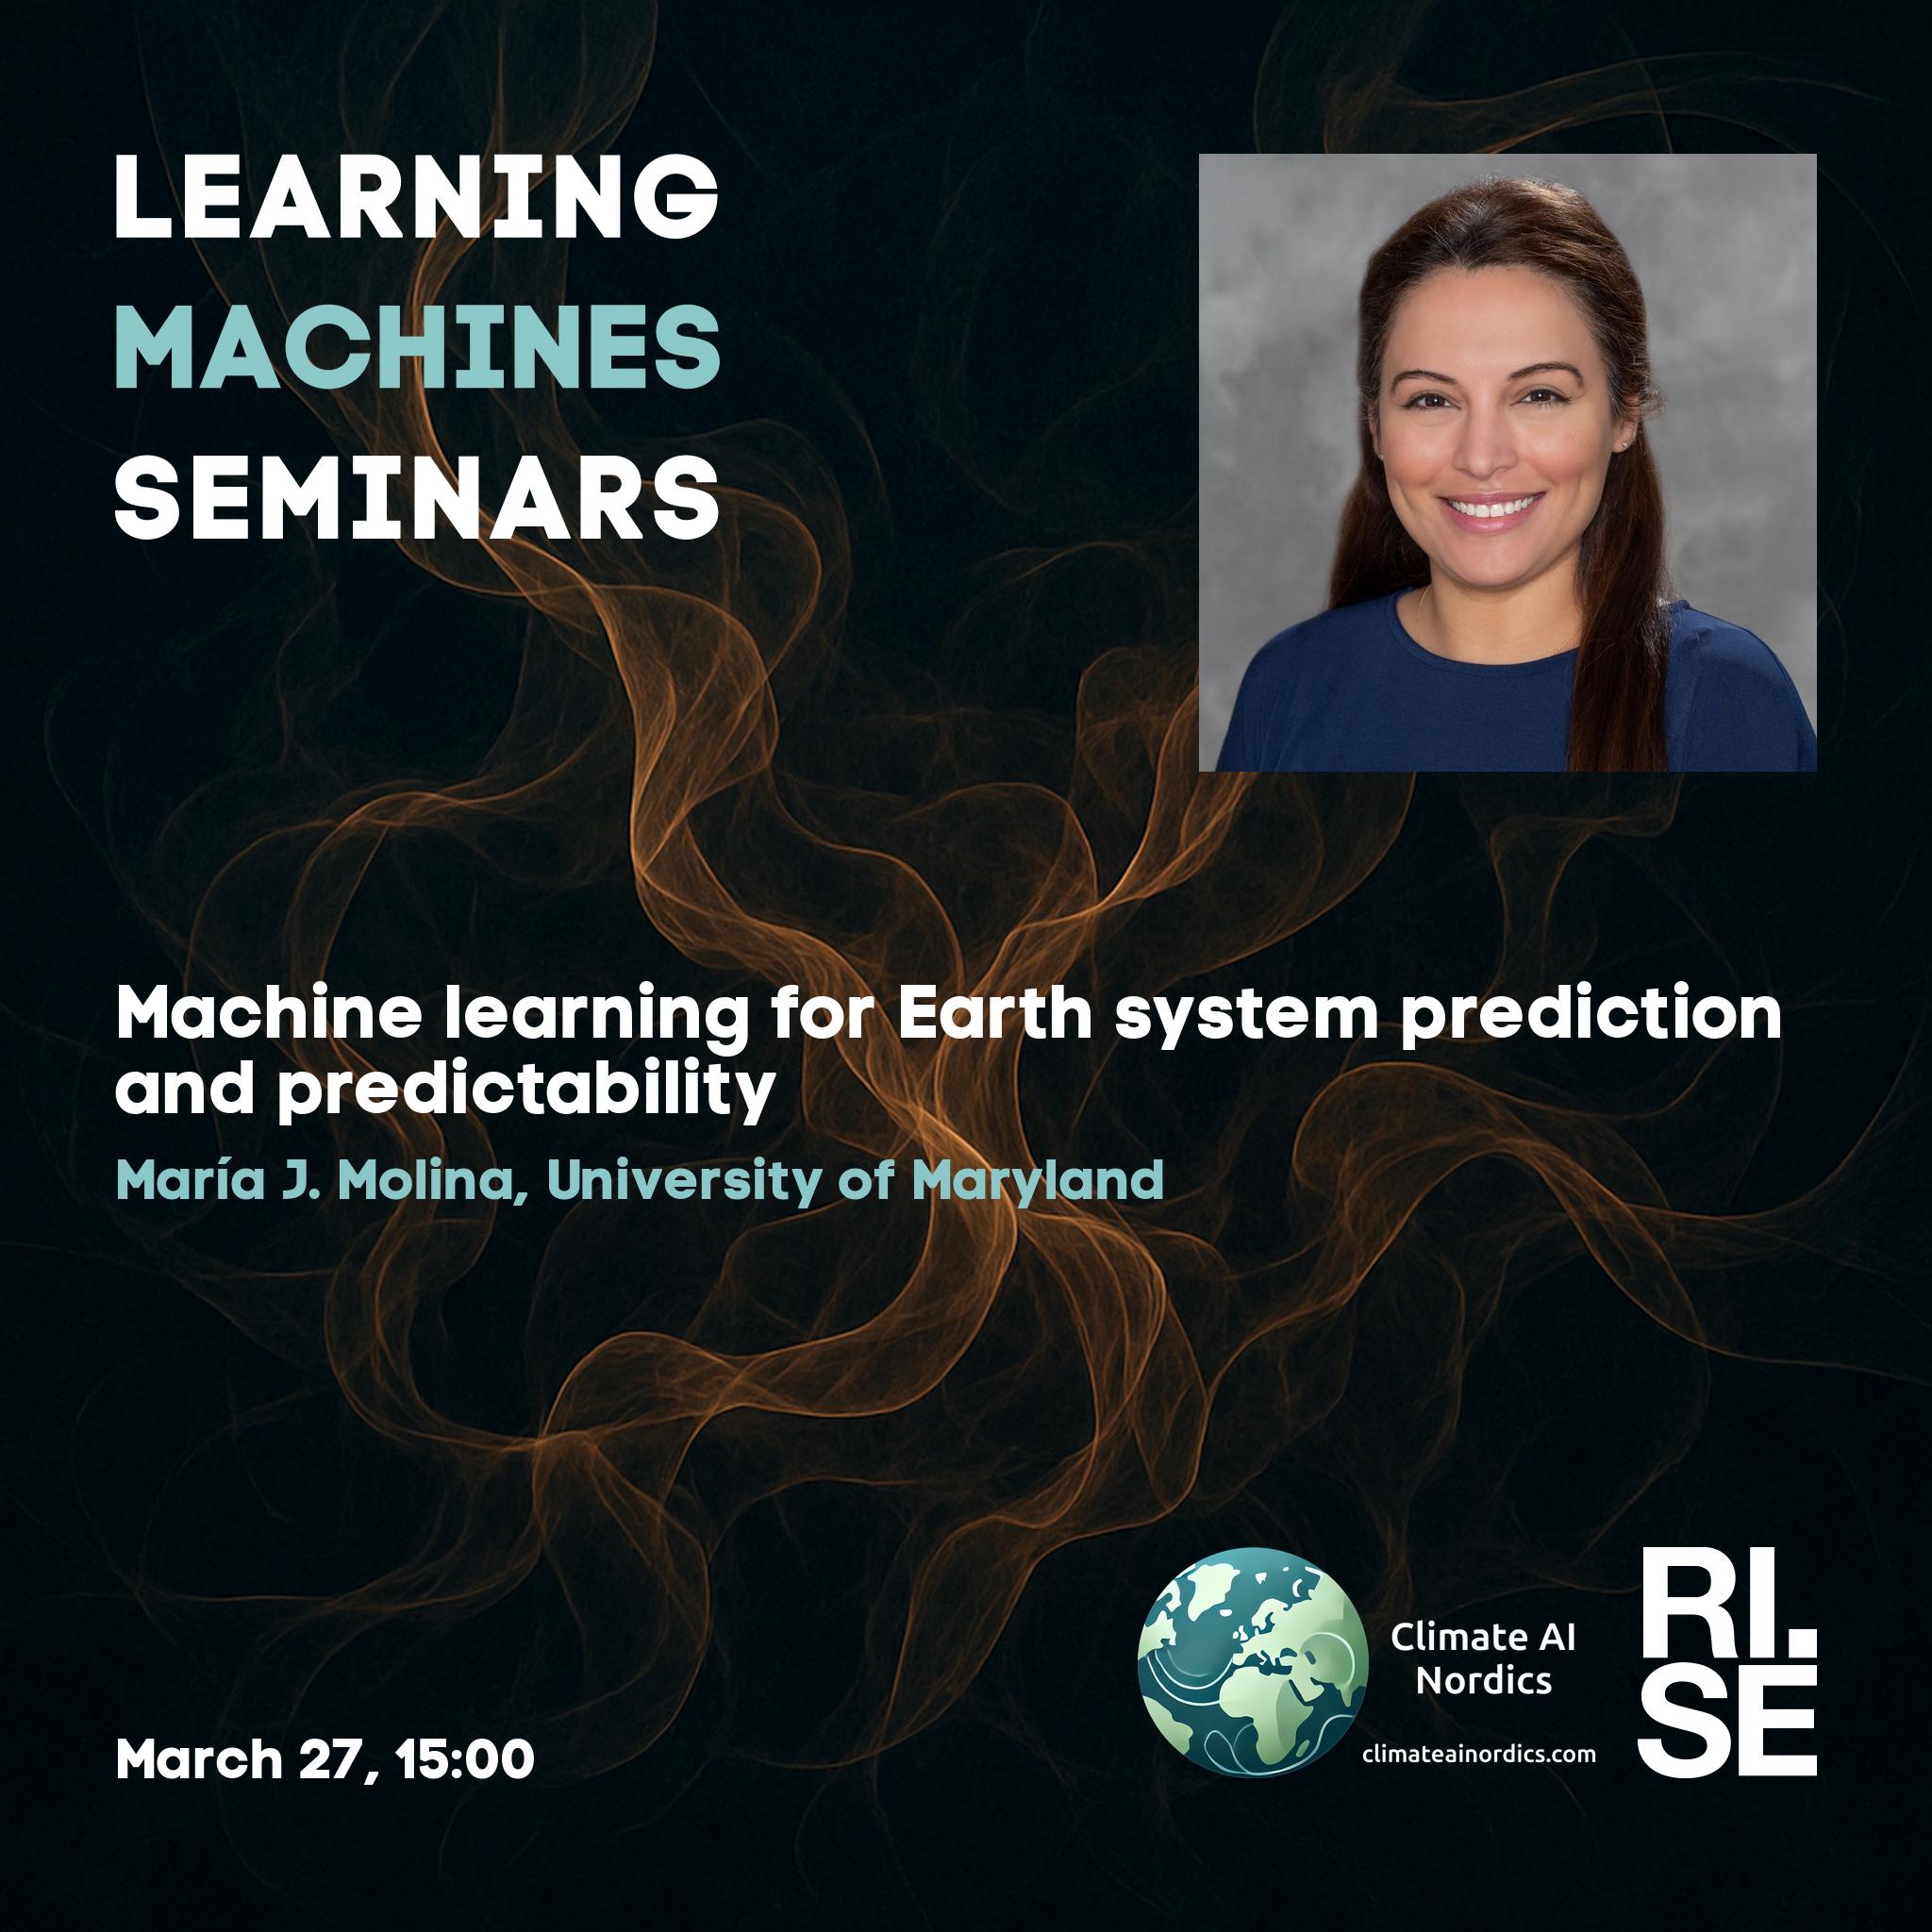 LEARNING
MACHINES
SEMINARS
Machine learning for Earth system prediction
and predictability
María J. Molina, University of Maryland
March 27, 15:00
Climate AI
Nordics
climateainordics.com
RI.
SE